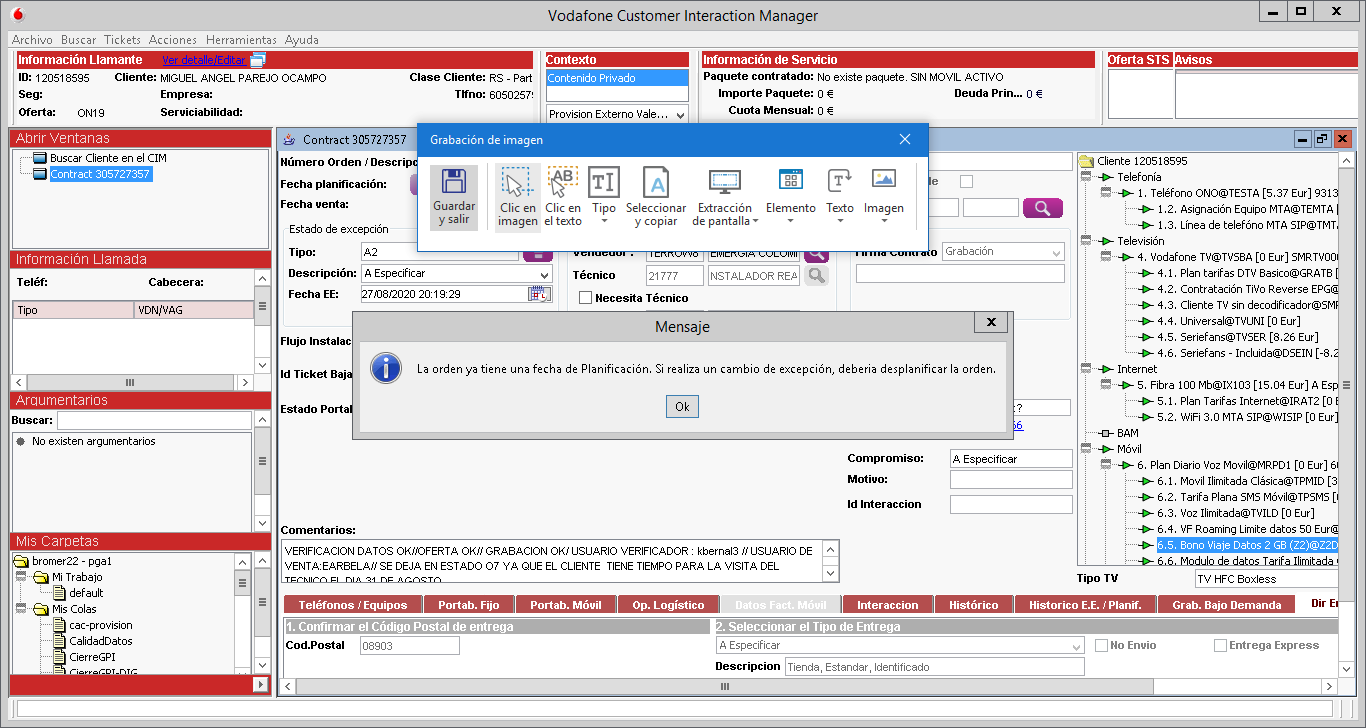 Vodafone Customer Interaction Manager
Archivo Buscar Tickets Acciones Herramientas Ayuda
Información Llamante Ver detalle/Editar
ID: 120518595 Cliente: MIGUEL ANGEL PAREJO OCAMPO Clase Cliente: RS - Part
Seg: Empresa: Tlfno: 6050257
Oferta: ON19 Serviciabilidad:
Contexto
Contenido Privado
Provision Externo Vale...
Información de Servicio
Paquete contratado: No existe paquete. SIN MOVIL ACTIVO
Importe Paquete: 0 € Deuda Prin... 0 €
Cuota Mensual: 0 €
Oferta STS Avisos
Abrir Ventanas
Buscar Cliente en el CIM
Contract 305727357
Información Llamada
Teléf: Cabecera:
Tipo VDN/VAG
Argumentarios
Buscar:
No existen argumentarios
Mis Carpetas
bromer22 - pga1
Mi Trabajo
default
Mis Colas
cac-provision
CalidadDatos
CierreGPI
CierreGPI-DIG
Contract 305727357
Número Orden / Descripc
Fecha planificación:
Fecha venta:
Estado de excepción
Tipo: A2
Descripción: A Especificar
Fecha EE: 27/08/2020 20:19:29
Flujo Instalac
Id Ticket Baja
Estado Portal
Grabación de imagen
Guardar y salir
Clic en imagen
Clic en el texto
Tipo
Seleccionar y copiar
Extracción de pantalla
Elemento
Texto
Imagen
de
Vendedor : TERROV8 EMERGIA COLOMI
Técnico 21777 NSTALADOR REA
Necesita Técnico
Firma Contrato Grabación
Mensaje
La orden ya tiene una fecha de Planificación. Si realiza un cambio de excepción, deberia desplanificar la orden.
Ok
:?
66
Compromiso: A Especificar
Motivo:
Id Interaccion
Comentarios:
VERIFICACION DATOS OK//OFERTA OK// GRABACION OK/ USUARIO VERIFICADOR : kbernal3 // USUARIO DE
VENTA:EARBELA// SE DEJA EN ESTADO O7 YA QUE EL CLIENTE TIENE TIEMPO PARA LA VISITA DEL
TECNICO EL DIA 31 DE AGOSTO
Teléfonos / Equipos Portab. Fijo Portab. Móvil Op. Logístico Datos Fact. Móvil Interaccion Histórico Historico E.E. / Planif. Grab. Bajo Demanda Dir En
1. Confirmar el Código Postal de entrega
Cod.Postal 08903
2. Seleccionar el Tipo de Entrega
A Especificar No Envio Entrega Express
Descripcion Tienda, Estandar, Identificado
Cliente 120518595
Telefonía
1. Teléfono ONO@TESTA [5.37 Eur] 9313
1.2. Asignación Equipo MTA@TEMTA [
1.3. Línea de telefóno MTA SIP@TMTA
Televisión
4. Vodafone TV@TVSBA [0 Eur] SMRTV000
4.1. Plan tarifas DTV Basico@GRATB [
4.2. Contratación TiVo Reverse EPG@
4.3. Cliente TV sin decodificador@SMR
4.4. Universal@TVUNI [0 Eur]
4.5. Seriefans@TVSER [8.26 Eur]
4.6. Seriefans - Incluida@DSEIN [-8.2
Internet
5. Fibra 100 Mb@IX103 [15.04 Eur] A Esp
5.1. Plan Tarifas Internet@IRAT2 [0 E
5.2. WiFi 3.0 MTA SIP@WISIP [0 Eur]
BAM
Móvil
6. Plan Diario Voz Movil@MRPD1 [0 Eur] 60
6.1. Movil Ilimitada Clásica@TPMID [3
6.2. Tarifa Plana SMS Móvil@TPSMS [0
6.3. Voz Ilimitada@TVILD [0 Eur]
6.4. VF Roaming Limite datos 50 Eur@
6.5. Bono Viaje Datos 2 GB (Z2)@Z2D
6.6. Modulo de datos Tarifa Ilimitada
Tipo TV TV HFC Boxless